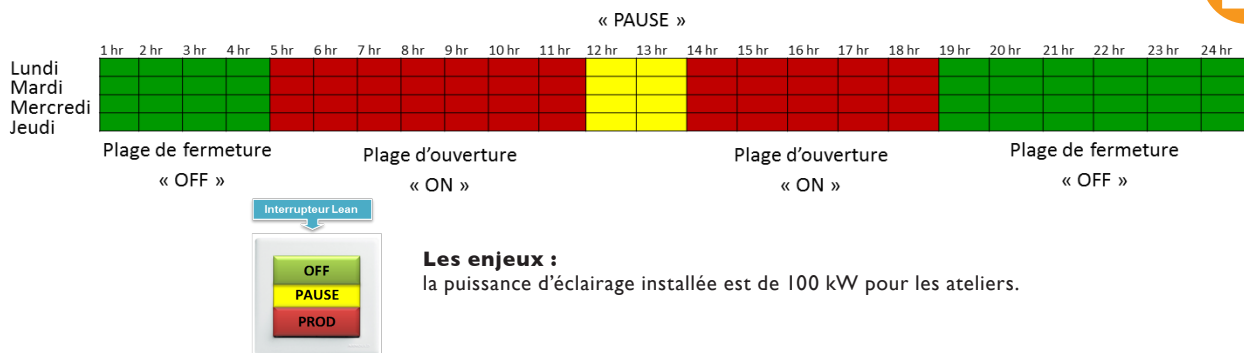 « PAUSE »
1 hr 2 hr 3 hr 4 hr 5 hr 6 hr 7 hr 8 hr 9 hr 10 hr 11 hr 12 hr 13 hr 14 hr 15 hr 16 hr 17 hr 18 hr 19 hr 20 hr 21 hr 22 hr 23 hr 24 hr
Lundi
Mardi
Mercredi
Jeudi
Plage de fermeture
« OFF »
Plage d’ouverture
« ON »
Plage d’ouverture
« ON »
Plage de fermeture
« OFF »
Interrupteur Lean
OFF
PAUSE
PROD
Les enjeux :
la puissance d’éclairage installée est de 100 kW pour les ateliers.